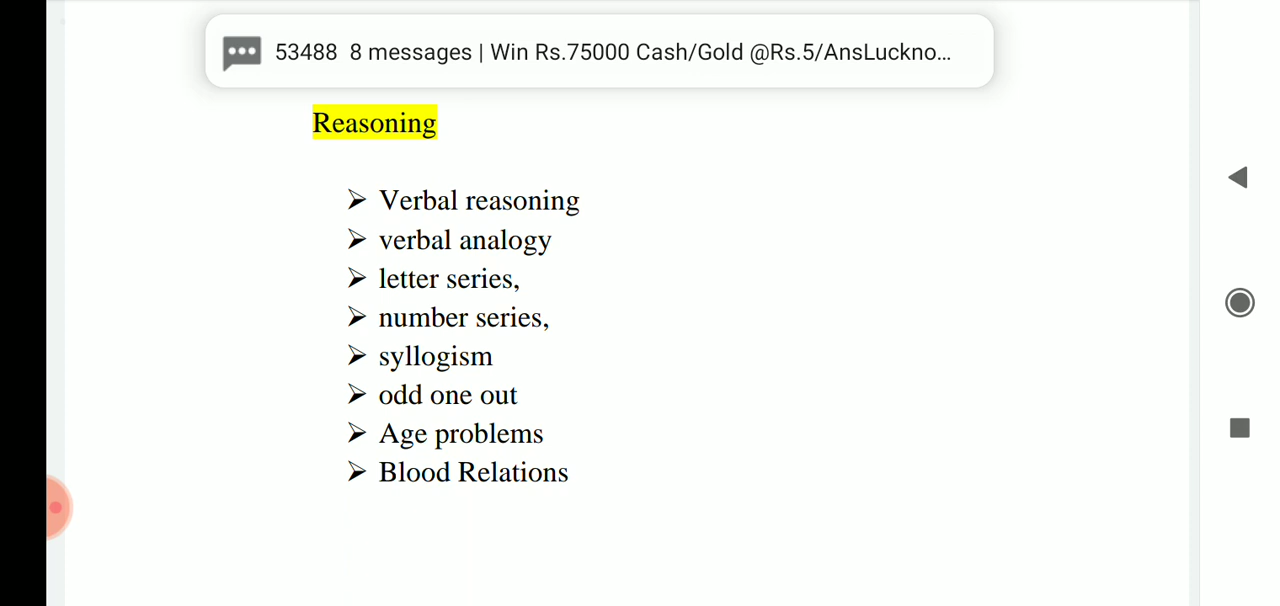 53488 8 messages | Win Rs.75000 Cash/Gold @Rs.5/AnsLuckno...
Reasoning
➢ Verbal reasoning
➢ verbal analogy
➢ letter series,
➢ number series,
➢ syllogism
➢ odd one out
➢ Age problems
➢ Blood Relations